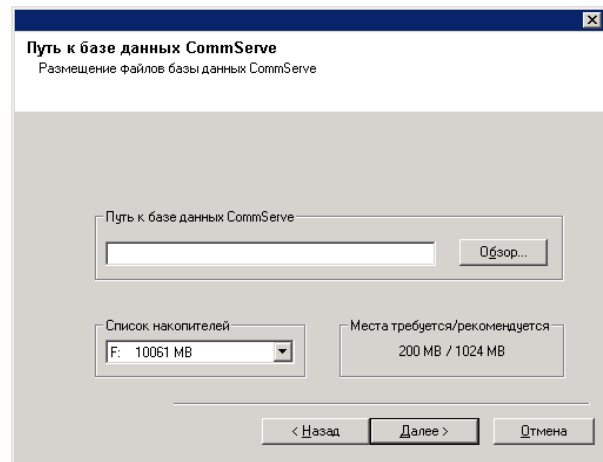 Путь к базе данных CommServe
Размещение файлов базы данных CommServe
Путь к базе данных CommServe
Обзор...
Список накопителей
F: 10061 MB
Места требуется/рекомендуется
200 MB / 1024 MB
< Назад
Далее >
Отмена